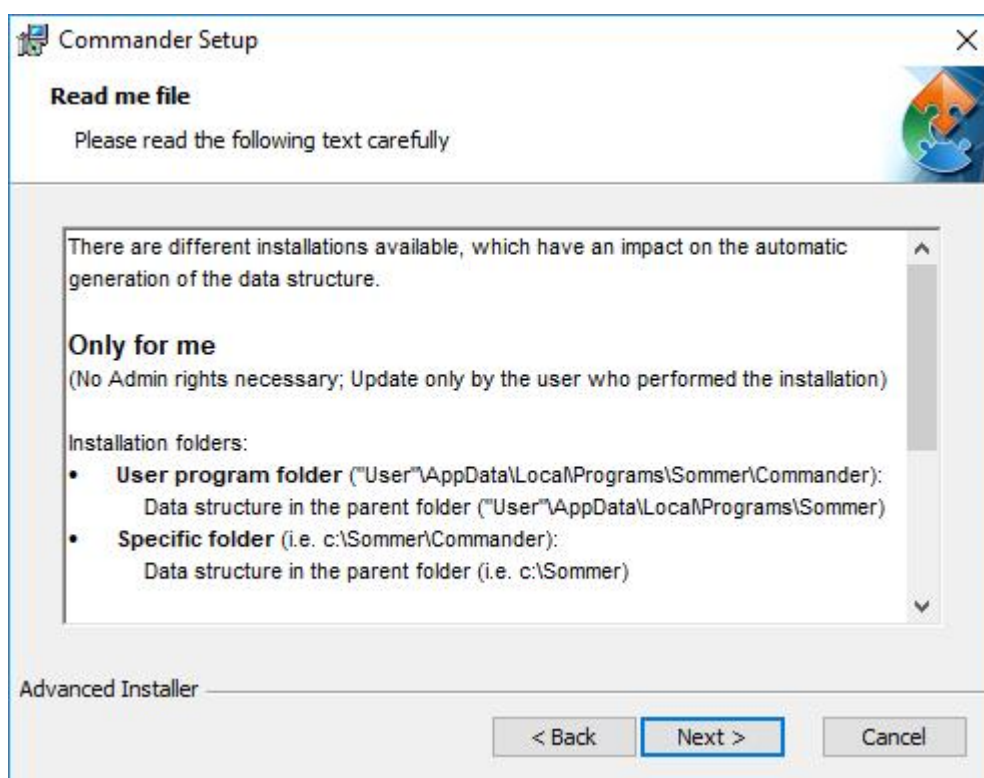 Commander Setup
Read me file
Please read the following text carefully
There are different installations available, which have an impact on the automatic
generation of the data structure.
Only for me
(No Admin rights necessary; Update only by the user who performed the installation)
Installation folders:
• User program folder ("User"\AppData\Local\Programs\Sommer\Commander):
Data structure in the parent folder ("User"\AppData\Local\Programs\Sommer)
• Specific folder (i.e. c:\Sommer\Commander):
Data structure in the parent folder (i.e. c:\Sommer)
Advanced Installer
< Back Next > Cancel